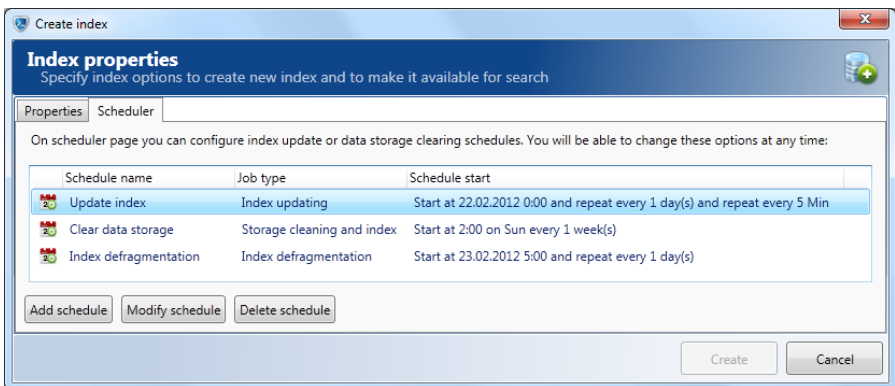 Create index
Index properties
Specify index options to create new index and to make it available for search
Properties Scheduler
On scheduler page you can configure index update or data storage clearing schedules. You will be able to change these options at any time:
Schedule name Job type Schedule start
Update index Index updating Start at 22.02.2012 0:00 and repeat every 1 day(s) and repeat every 5 Min
Clear data storage Storage cleaning and index Start at 2:00 on Sun every 1 week(s)
Index defragmentation Index defragmentation Start at 23.02.2012 5:00 and repeat every 1 day(s)
Add schedule Modify schedule Delete schedule
Create Cancel